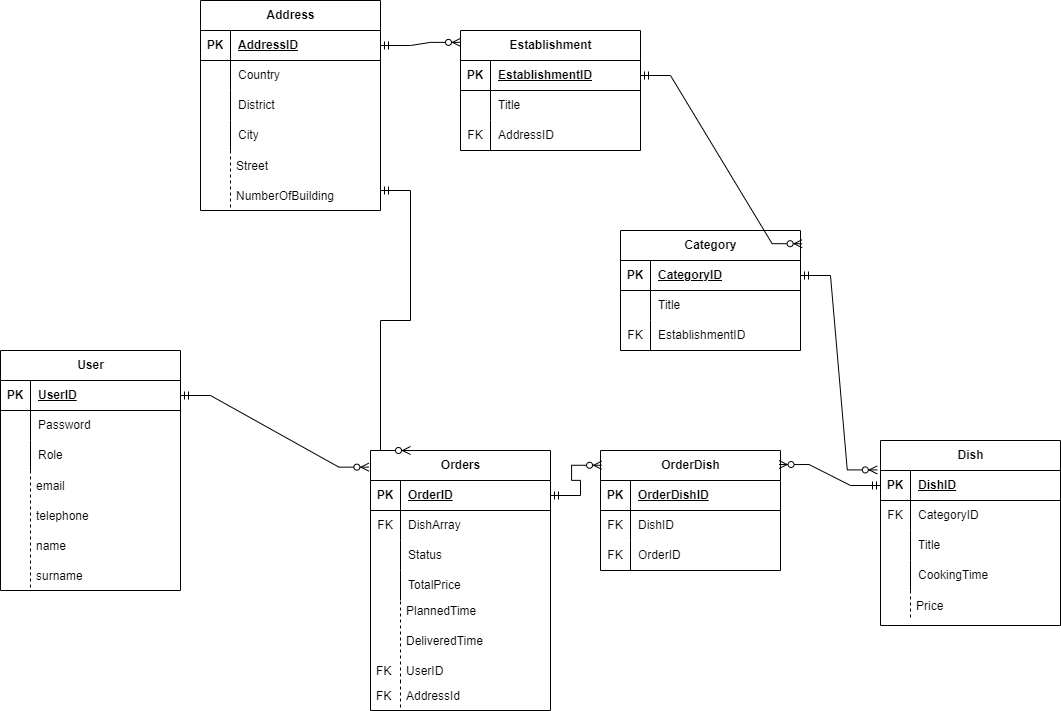 Address
PK AddressID
Country
District
City
Street
NumberOfBuilding
Establishment
PK EstablishmentID
Title
FK AddressID
Category
PK CategoryID
Title
FK EstablishmentID
User
PK UserID
Password
Role
email
telephone
name
surname
Orders
PK OrderID
FK DishArray
Status
TotalPrice
PlannedTime
DeliveredTime
FK UserID
FK AddressId
OrderDish
PK OrderDishID
FK DishID
FK OrderID
Dish
PK DishID
FK CategoryID
Title
CookingTime
Price